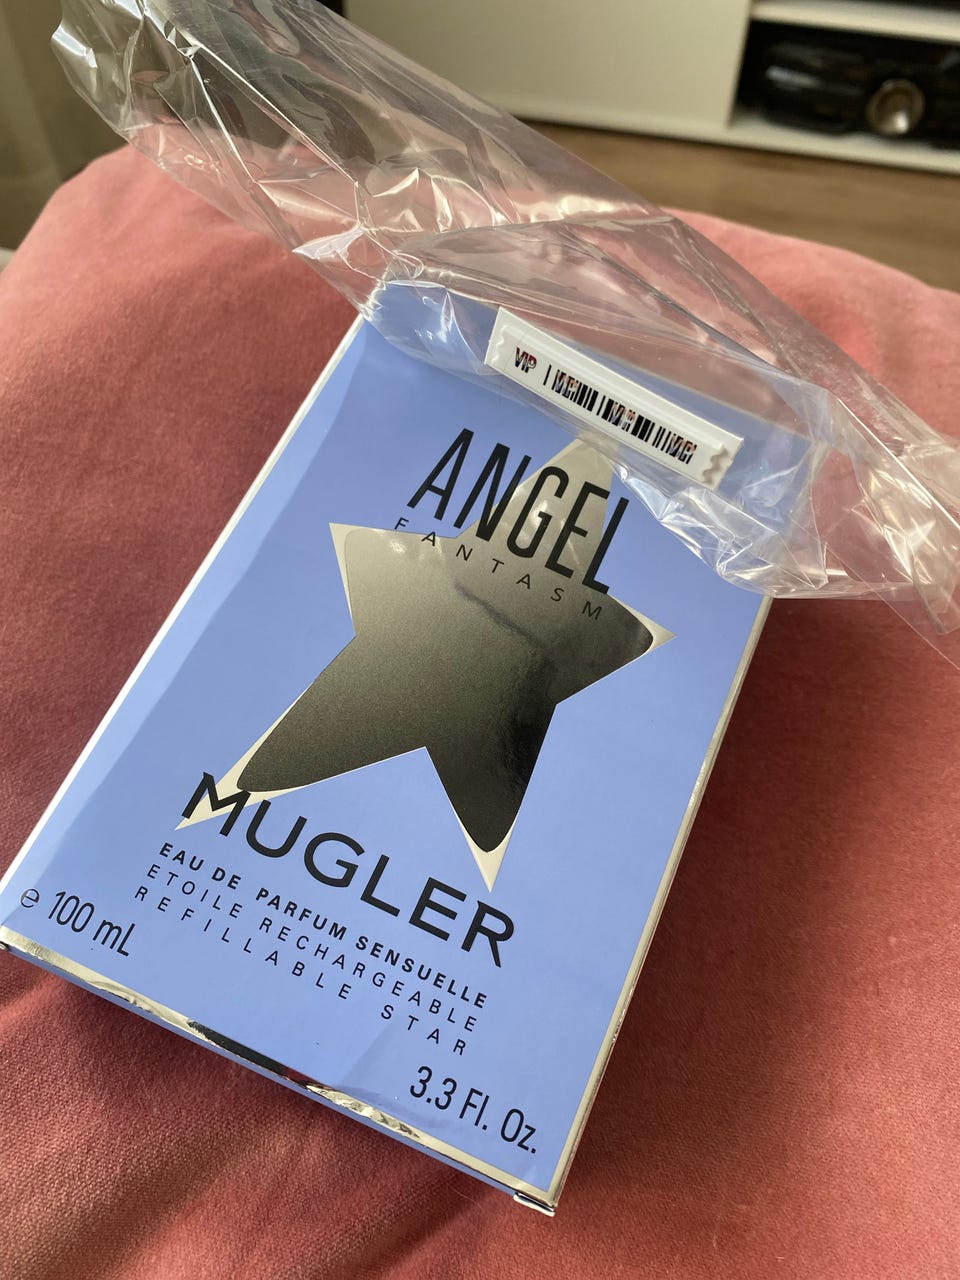 VIP
ANGEL
FANTASM
MUGLER
EAU DE PARFUM SENSUELLE
ETOILE RECHARGEABLE
REFILLABLE STAR
℮ 100 mL
3.3 Fl. Oz.